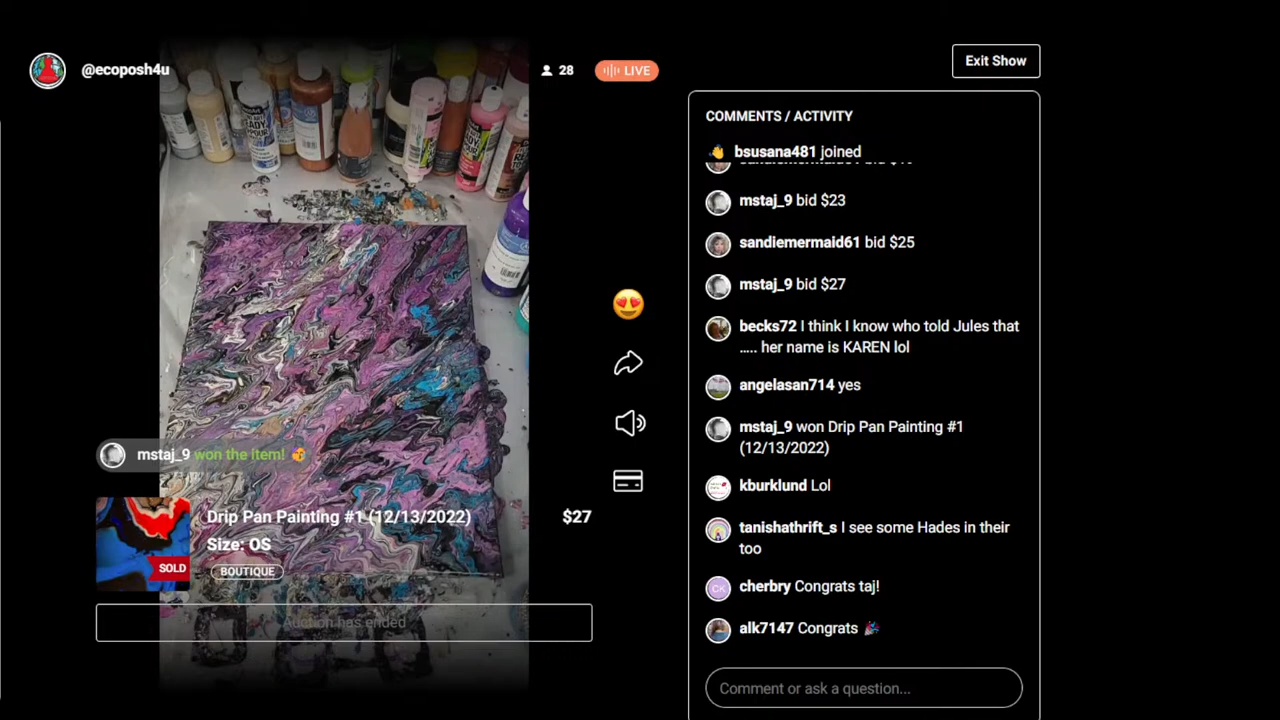 @ecoposh4u
28
LIVE
Exit Show
COMMENTS / ACTIVITY
bsusana481 joined
mstaj_9 bid $23
sandiemermaid61 bid $25
mstaj_9 bid $27
becks72 I think I know who told Jules that
..... her name is KAREN lol
angelasan714 yes
mstaj_9 won Drip Pan Painting #1
(12/13/2022)
kburklund Lol
tanishathrift_s I see some Hades in their
too
CK
cherbry Congrats taj!
alk7147 Congrats 🎉
Comment or ask a question...
READY
POUR
mstaj_9 won the item!
Drip Pan Painting #1 (12/13/2022)
$27
Size: OS
SOLD
BOUTIQUE
Auction has ended